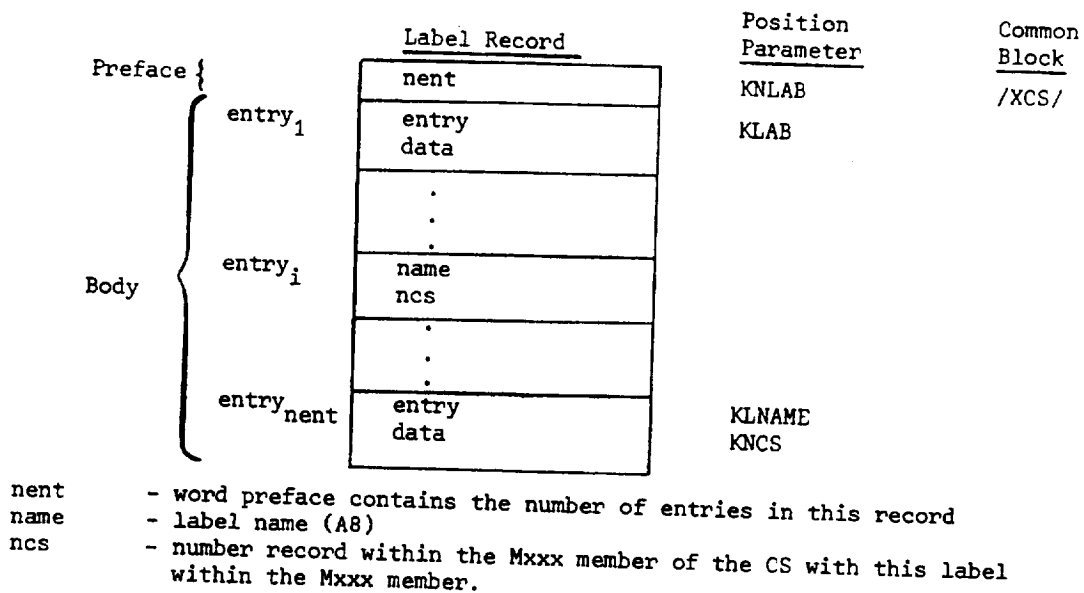 Label Record Position Parameter Common Block
Preface { nent KNLAB /XCS/
entry1 entry data KLAB
.
.
.
Body entryi name ncs
.
.
.
entrynent entry data KLNAME KNCS
nent - word preface contains the number of entries in this record
name - label name (A8)
ncs - number record within the Mxxx member of the CS with this label
within the Mxxx member.